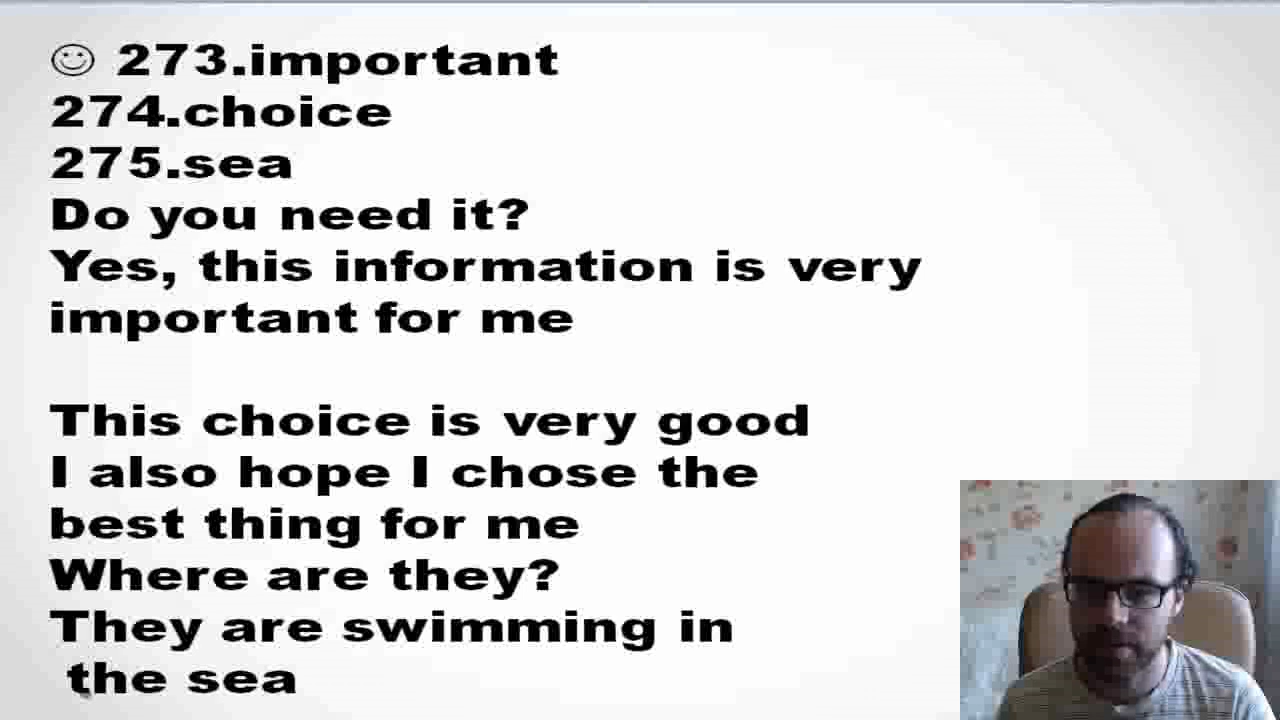 ☺ 273.important
274.choice
275.sea
Do you need it?
Yes, this information is very
important for me
This choice is very good
I also hope I chose the
best thing for me
Where are they?
They are swimming in
the sea